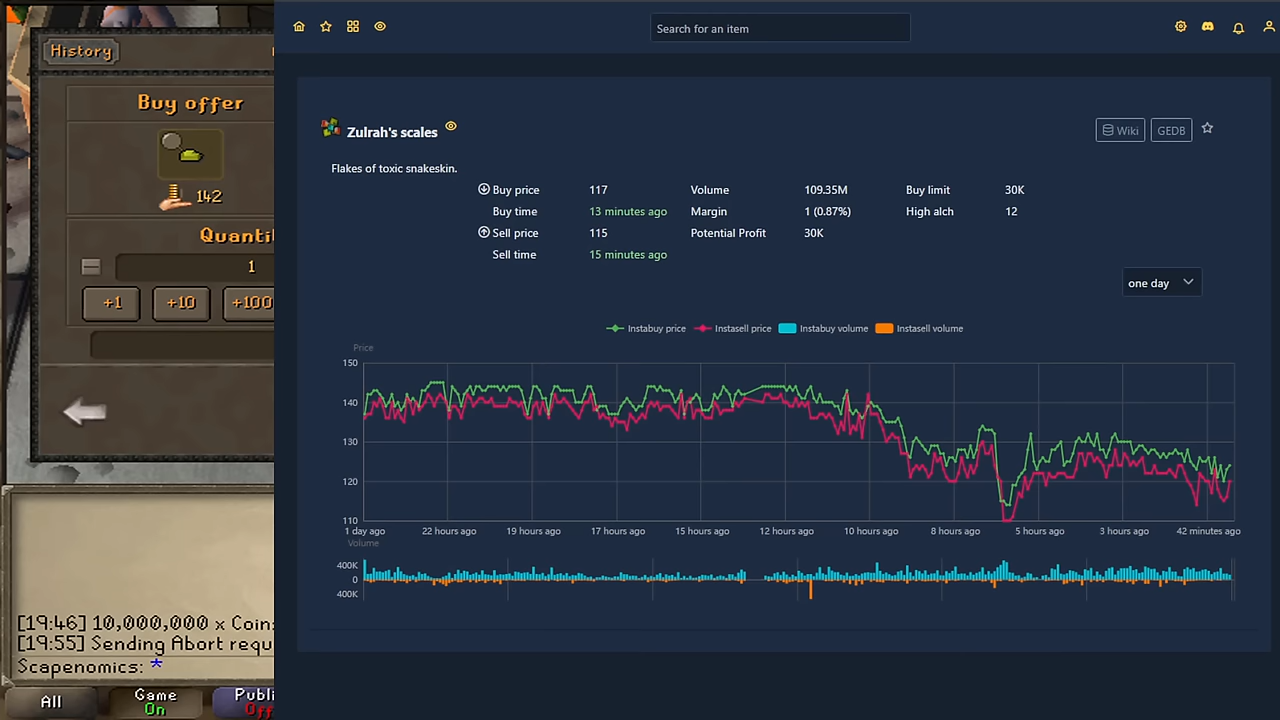 History
Buy offer
142
1
+1
+10
+100
[19:46] 10,000,000 x
[19:55] Sending Abort
Scapenomics: *
All
Game
On
Search for an item
Zulrah's scales
Wiki
GEDB
Flakes of toxic snakeskin.
Buy price 117 Volume 109.35M Buy limit 30K
Buy time 13 minutes ago Margin 1 (0.87%) High alch 12
Sell price 115 Potential Profit 30K
Sell time 15 minutes ago
one day
Instabuy price Instasell price Instabuy volume Instasell volume
Price
150
140
130
120
110
1 day ago 22 hours ago 19 hours ago 17 hours ago 15 hours ago 12 hours ago 10 hours ago 8 hours ago 5 hours ago 3 hours ago 42 minutes ago
Volume
400K
0
400K